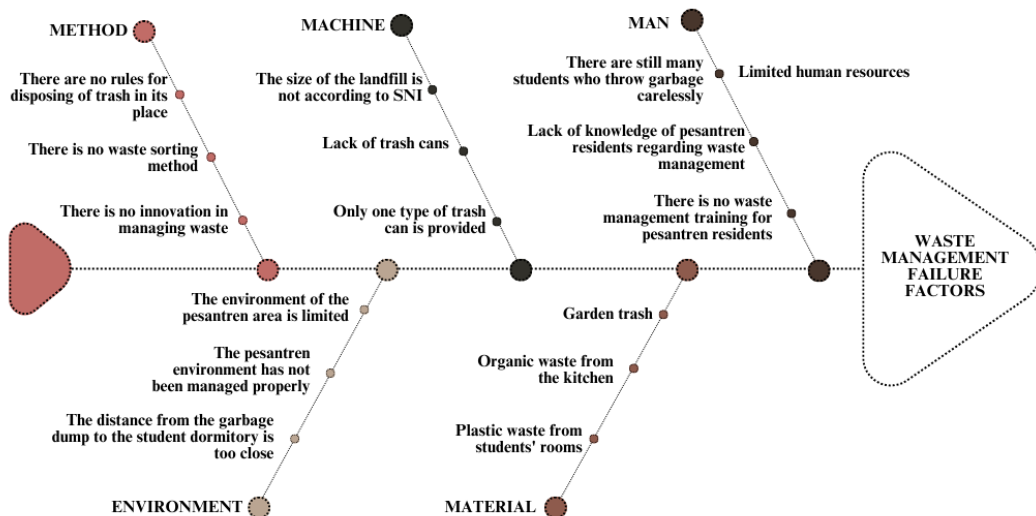 METHOD
There are no rules for
disposing of trash in its
place
There is no waste sorting
method
There is no innovation in
managing waste
MACHINE
The size of the landfill is
not according to SNI
Lack of trash cans
Only one type of trash
can is provided
MAN
There are still many
students who throw garbage
carelessly
Limited human resources
Lack of knowledge of pesantren
residents regarding waste
management
There is no waste
management training for
pesantren residents
WASTE
MANAGEMENT
FAILURE
FACTORS
The environment of the
pesantren area is limited
The pesantren
environment has not
been managed properly
The distance from the garbage
dump to the student dormitory is
too close
ENVIRONMENT
Garden trash
Organic waste from
the kitchen
Plastic waste from
students' rooms
MATERIAL